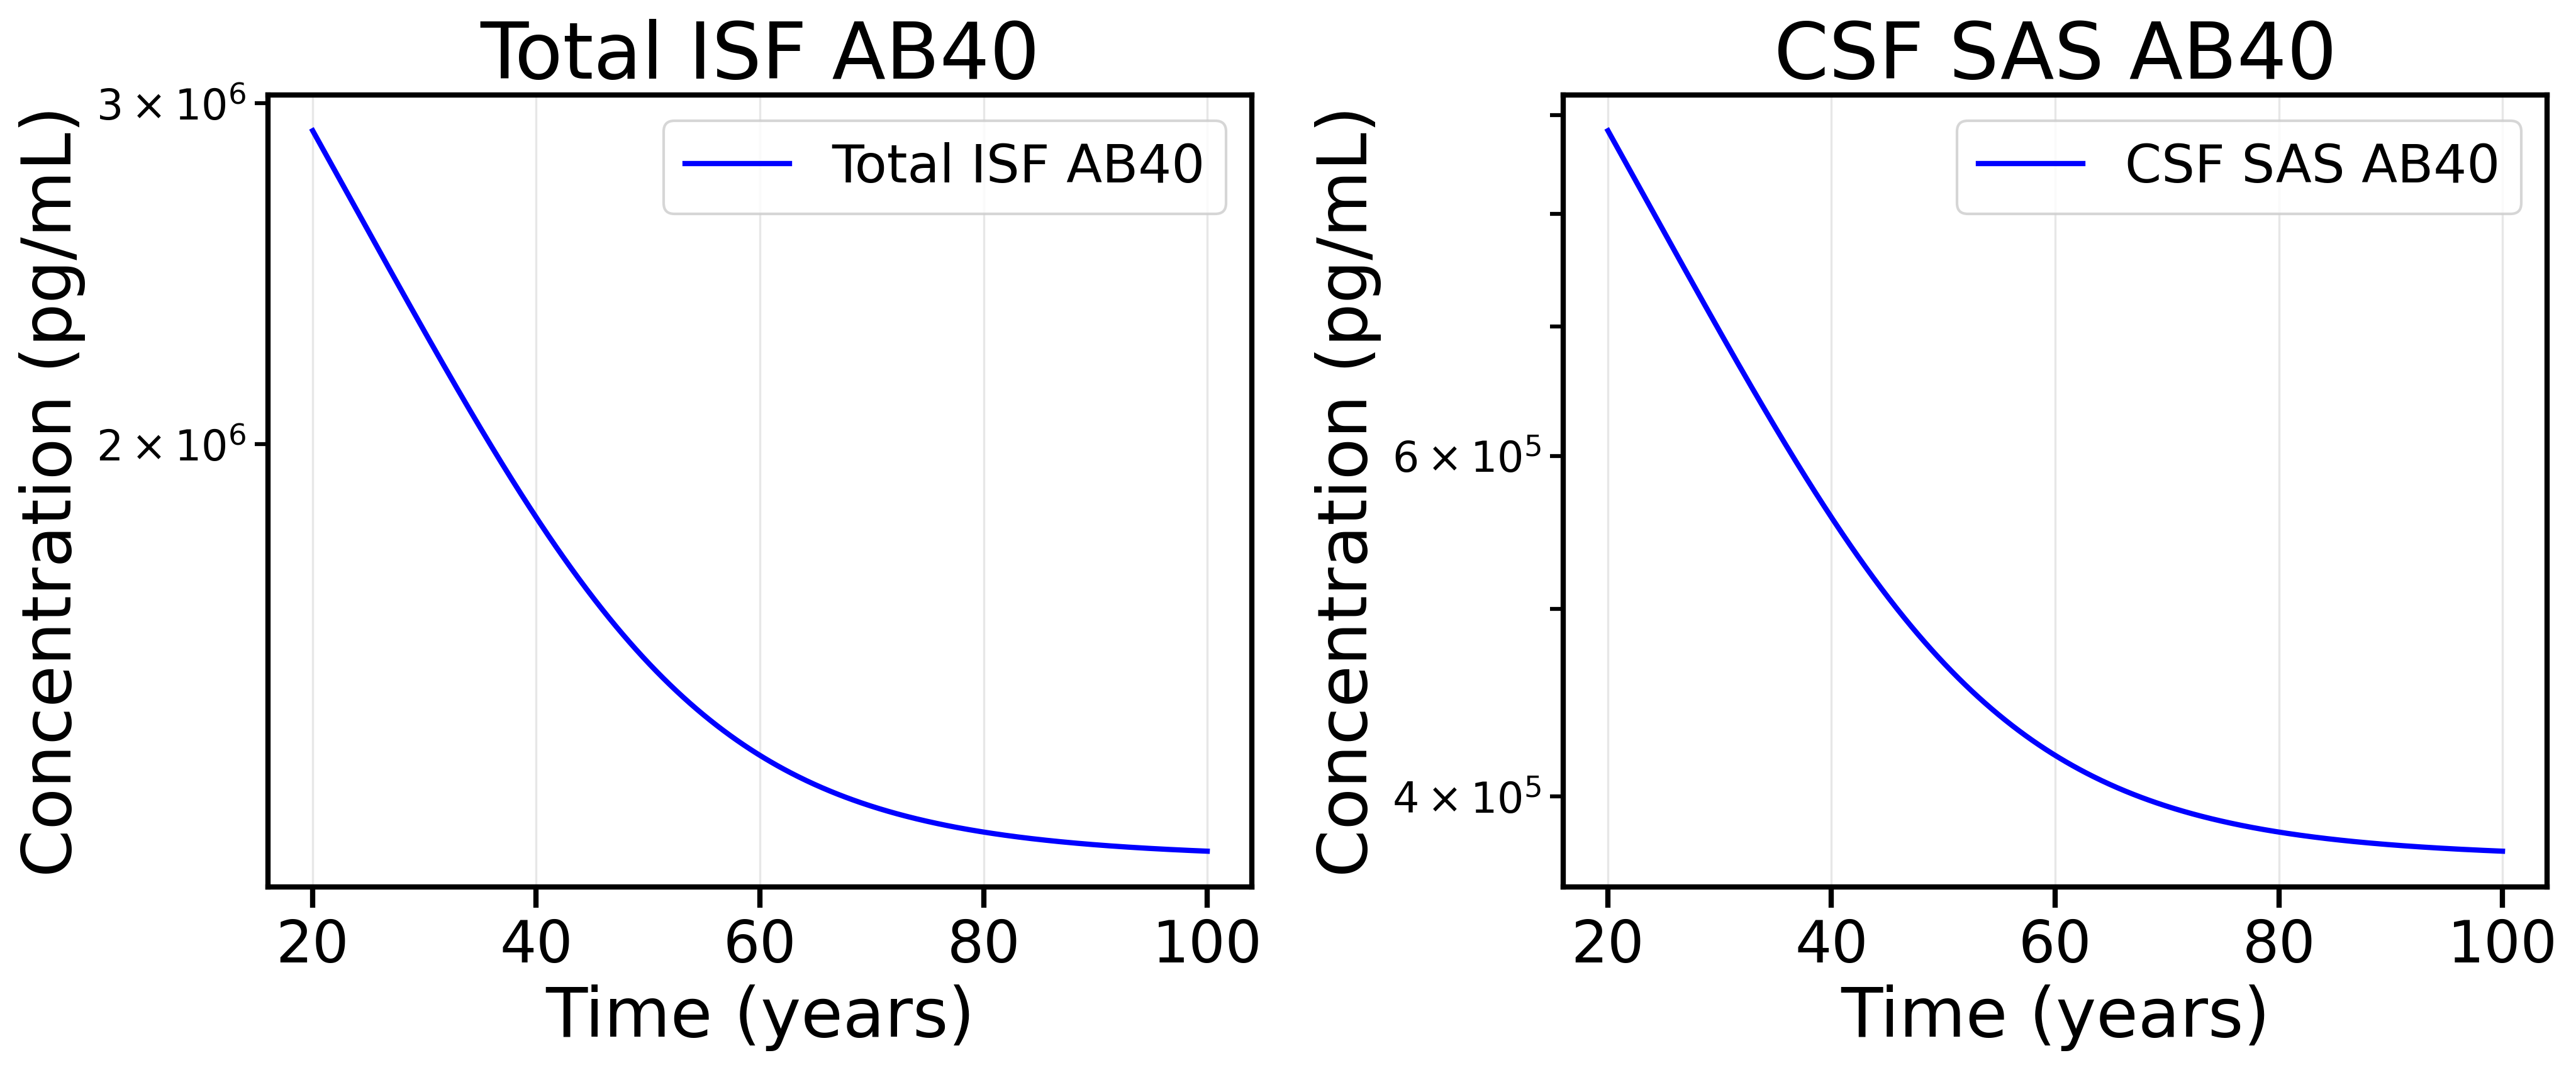 Total ISF AB40
Concentration (pg/mL)
3 × 10⁶
2 × 10⁶
Total ISF AB40
20 40 60 80 100
Time (years)
CSF SAS AB40
Concentration (pg/mL)
6 × 10⁵
4 × 10⁵
CSF SAS AB40
20 40 60 80 100
Time (years)